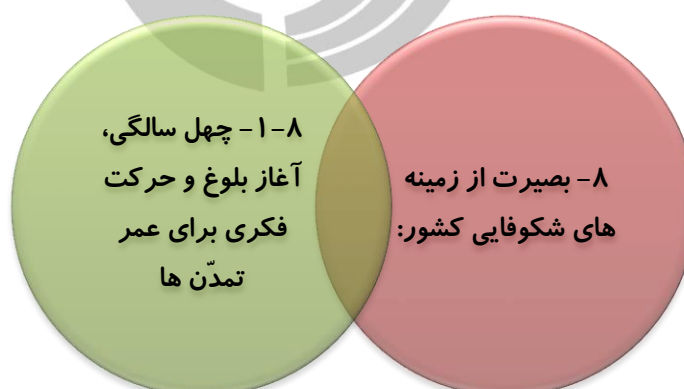 ۸- بصیرت از زمینه
های شکوفایی کشور:
۸-۱- چهل سالگی،
آغاز بلوغ و حرکت
فکری برای عمر
تمدّن ها